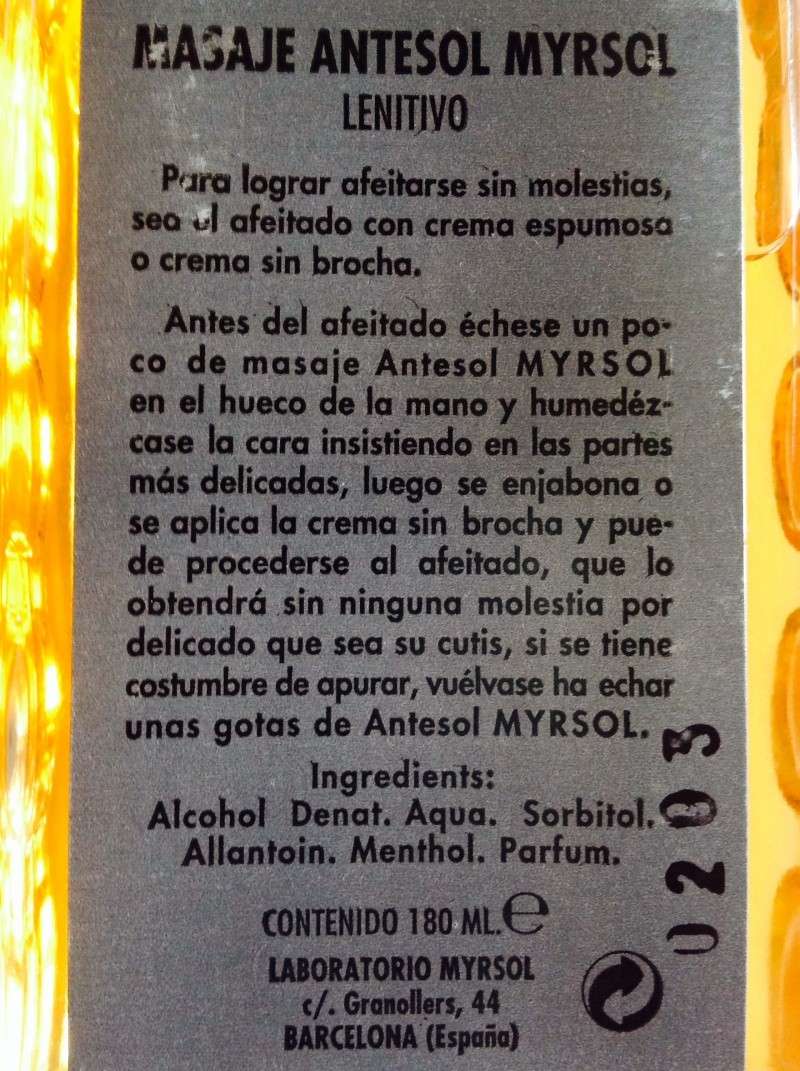 MASAJE ANTESOL MYRSOL
LENITIVO
Para lograr afeitarse sin molestias,
sea el afeitado con crema espumosa
o crema sin brocha.
Antes del afeitado échese un po-
co de masaje Antesol MYRSOL
en el hueco de la mano y humedéz-
case la cara insistiendo en las partes
más delicadas, luego se enjabona o
se aplica la crema sin brocha y pue-
de procederse al afeitado, que lo
obtendrá sin ninguna molestia por
delicado que sea su cutis, si se tiene
costumbre de apurar, vuélvase ha echar
unas gotas de Antesol MYRSOL.
Ingredients:
Alcohol Denat. Aqua. Sorbitol.
Allantoin. Menthol. Parfum.
CONTENIDO 180 ML. ℮
LABORATORIO MYRSOL
c/. Granollers, 44
BARCELONA (España)
0203